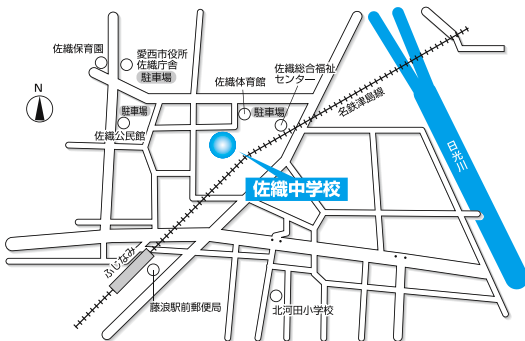 佐織保育園
愛西市役所
佐織庁舎
駐車場
佐織総合福祉
センター
佐織体育館
駐車場
N
駐車場
佐織公民館
名鉄津島線
日光川
佐織中学校
ふじなみ
藤浪駅前郵便局
北河田小学校